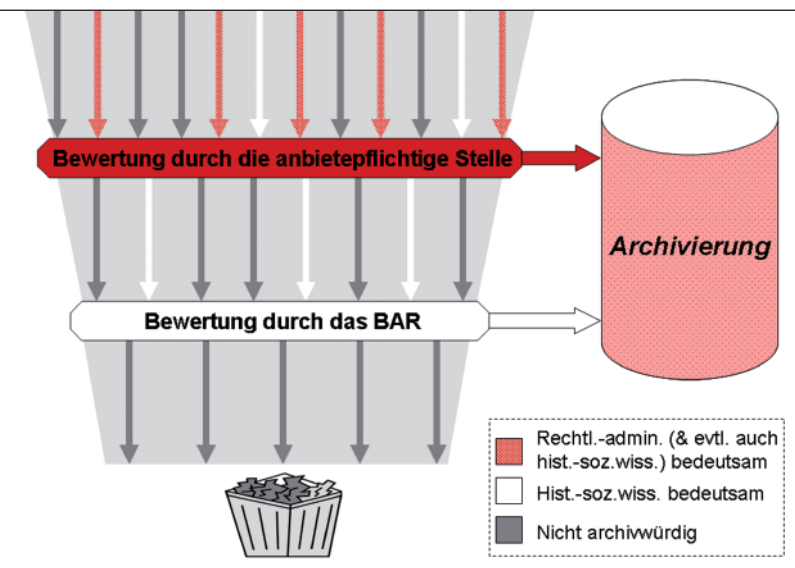 Bewertung durch die anbietepflichtige Stelle
Archivierung
Bewertung durch das BAR
Rechtl.-admin. (& evtl. auch
hist.-soz.wiss.) bedeutsam
Hist.-soz.wiss. bedeutsam
Nicht archivwürdig